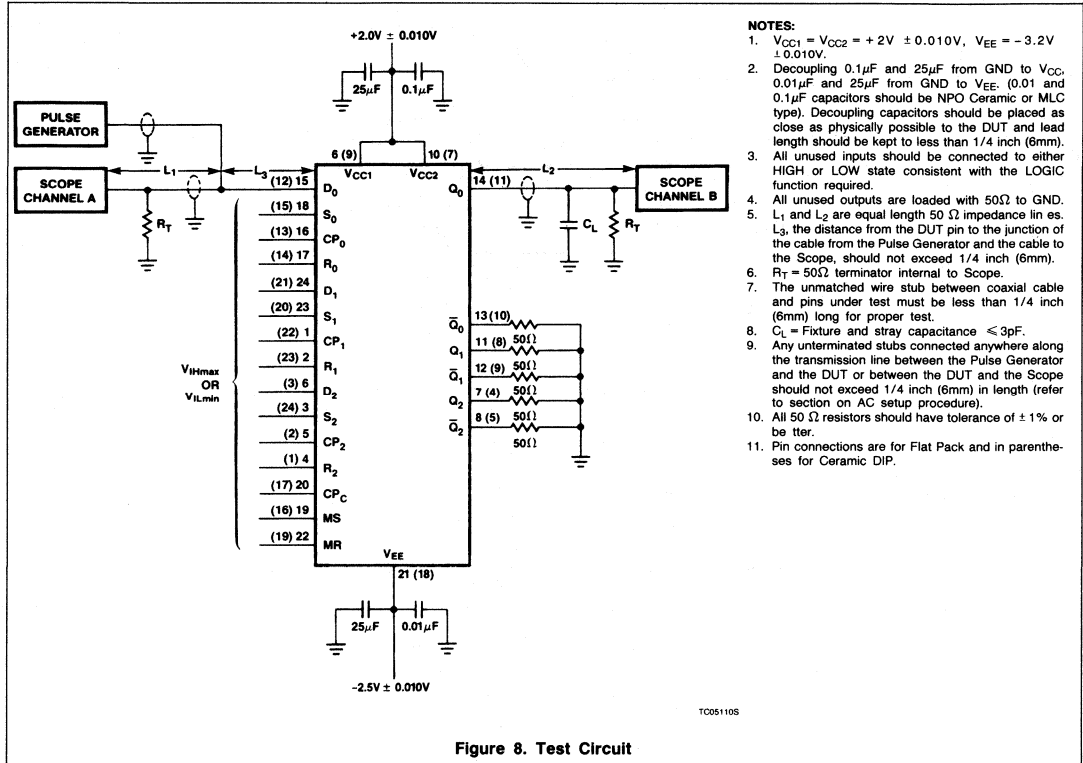 +2.0V ± 0.010V
25μF
0.1μF
PULSE
GENERATOR
SCOPE
CHANNEL A
L1
L3
RT
6 (9)
10 (7)
VCC1
VCC2
L2
SCOPE
CHANNEL B
14 (11)
Q0
CL
RT
(12) 15
D0
(15) 18
S0
(13) 16
CP0
(14) 17
R0
(21) 24
D1
(20) 23
S1
(22) 1
CP1
(23) 2
R1
(3) 6
D2
(24) 3
S2
(2) 5
CP2
(1) 4
R2
(17) 20
CPC
(16) 19
MS
(19) 22
MR
VIHmax
OR
VILmin
Q̅0
13 (10)
50Ω
Q1
11 (8)
50Ω
Q̅1
12 (9)
50Ω
Q2
7 (4)
50Ω
Q̅2
8 (5)
50Ω
VEE
21 (18)
25μF
0.01μF
−2.5V ± 0.010V
NOTES:
1. VCC1 = VCC2 = +2V ±0.010V, VEE = −3.2V
±0.010V.
2. Decoupling 0.1μF and 25μF from GND to VCC,
0.01μF and 25μF from GND to VEE. (0.01 and
0.1μF capacitors should be NPO Ceramic or MLC
type). Decoupling capacitors should be placed as
close as physically possible to the DUT and lead
length should be kept to less than 1/4 inch (6mm).
3. All unused inputs should be connected to either
HIGH or LOW state consistent with the LOGIC
function required.
4. All unused outputs are loaded with 50Ω to GND.
5. L1 and L2 are equal length 50 Ω impedance lin es.
L3, the distance from the DUT pin to the junction of
the cable from the Pulse Generator and the cable to
the Scope, should not exceed 1/4 inch (6mm).
6. RT = 50Ω terminator internal to Scope.
7. The unmatched wire stub between coaxial cable
and pins under test must be less than 1/4 inch
(6mm) long for proper test.
8. CL = Fixture and stray capacitance ⩽ 3pF.
9. Any unterminated stubs connected anywhere along
the transmission line between the Pulse Generator
and the DUT or between the DUT and the Scope
should not exceed 1/4 inch (6mm) in length (refer
to section on AC setup procedure).
10. All 50 Ω resistors should have tolerance of ±1% or
be tter.
11. Pin connections are for Flat Pack and in parenthe-
ses for Ceramic DIP.
TC05110S
Figure 8. Test Circuit